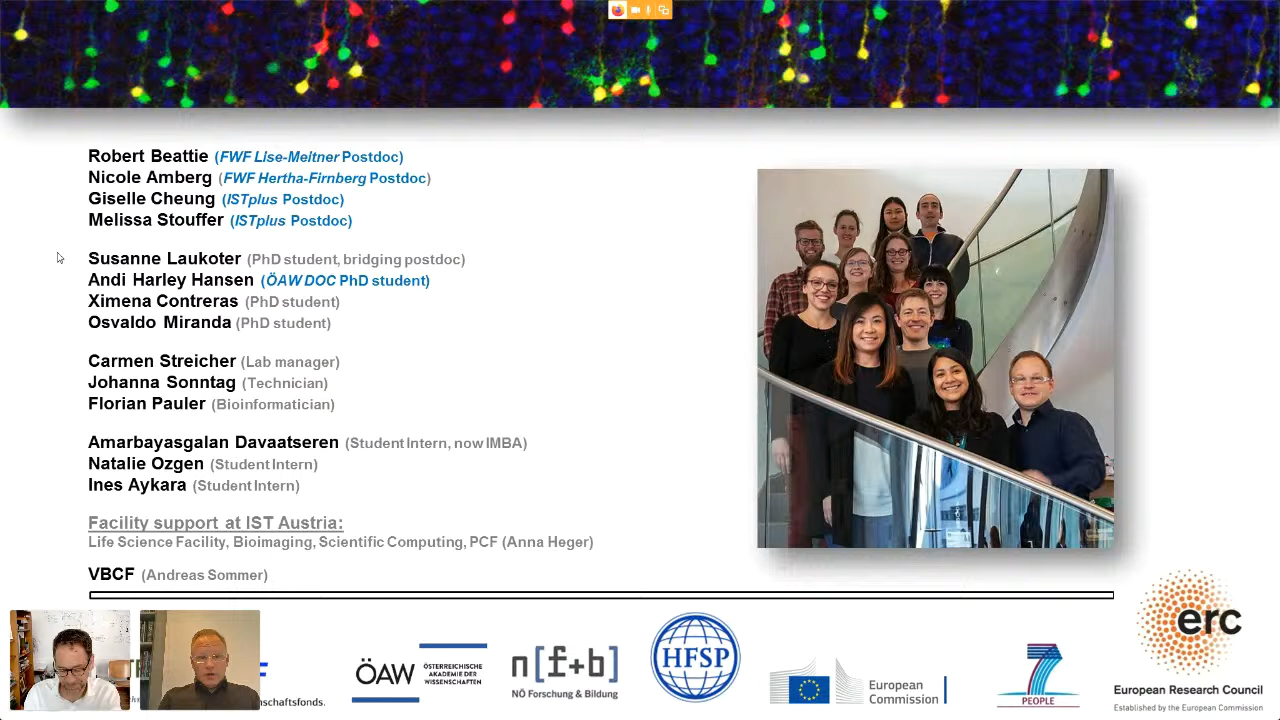 Robert Beattie (FWF Lise-Meitner Postdoc)
Nicole Amberg (FWF Hertha-Firnberg Postdoc)
Giselle Cheung (ISTplus Postdoc)
Melissa Stouffer (ISTplus Postdoc)
Susanne Laukoter (PhD student, bridging postdoc)
Andi Harley Hansen (ÖAW DOC PhD student)
Ximena Contreras (PhD student)
Osvaldo Miranda (PhD student)
Carmen Streicher (Lab manager)
Johanna Sonntag (Technician)
Florian Pauler (Bioinformatician)
Amarbayasgalan Davaatseren (Student Intern, now IMBA)
Natalie Ozgen (Student Intern)
Ines Aykara (Student Intern)
Facility support at IST Austria:
Life Science Facility, Bioimaging, Scientific Computing, PCF (Anna Heger)
VBCF (Andreas Sommer)
schaftsfonds.
ÖAW
ÖSTERREICHISCHE
AKADEMIE DER
WISSENSCHAFTEN
n[f+b]
NÖ Forschung & Bildung
HFSP
European
Commission
7
PEOPLE
erc
European Research Council
Established by the European Commission